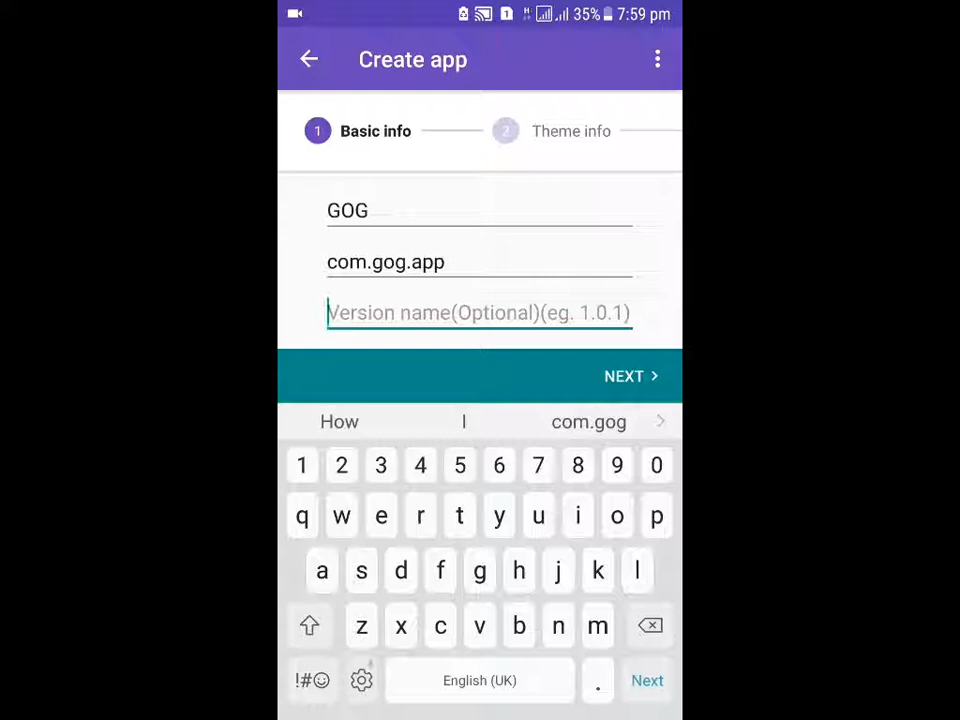 1 35% 7:59 pm
Create app
1 Basic info 2 Theme info
GOG
com.gog.app
Version name(Optional)(eg. 1.0.1)
NEXT
How I com.gog
1 2 3 4 5 6 7 8 9 0
q w e r t y u i o p
a s d f g h j k l
z x c v b n m
!#☺ English (UK) . Next